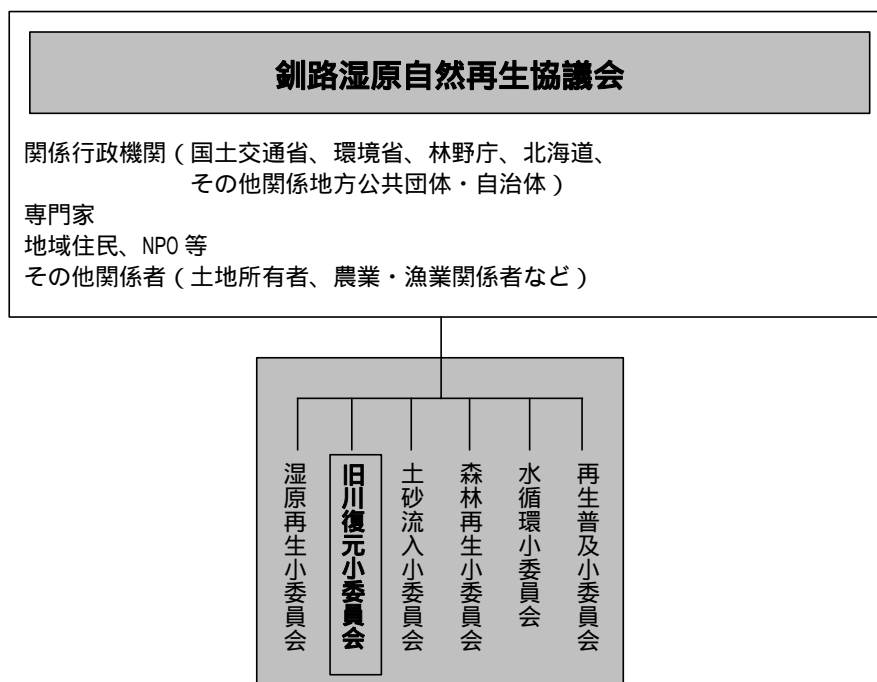 釧路湿原自然再生協議会
関係行政機関（国土交通省、環境省、林野庁、北海道、
その他関係地方公共団体・自治体）
専門家
地域住民、NPO 等
その他関係者（土地所有者、農業・漁業関係者など）
湿原再生小委員会
旧川復元小委員会
土砂流入小委員会
森林再生小委員会
水循環小委員会
再生普及小委員会